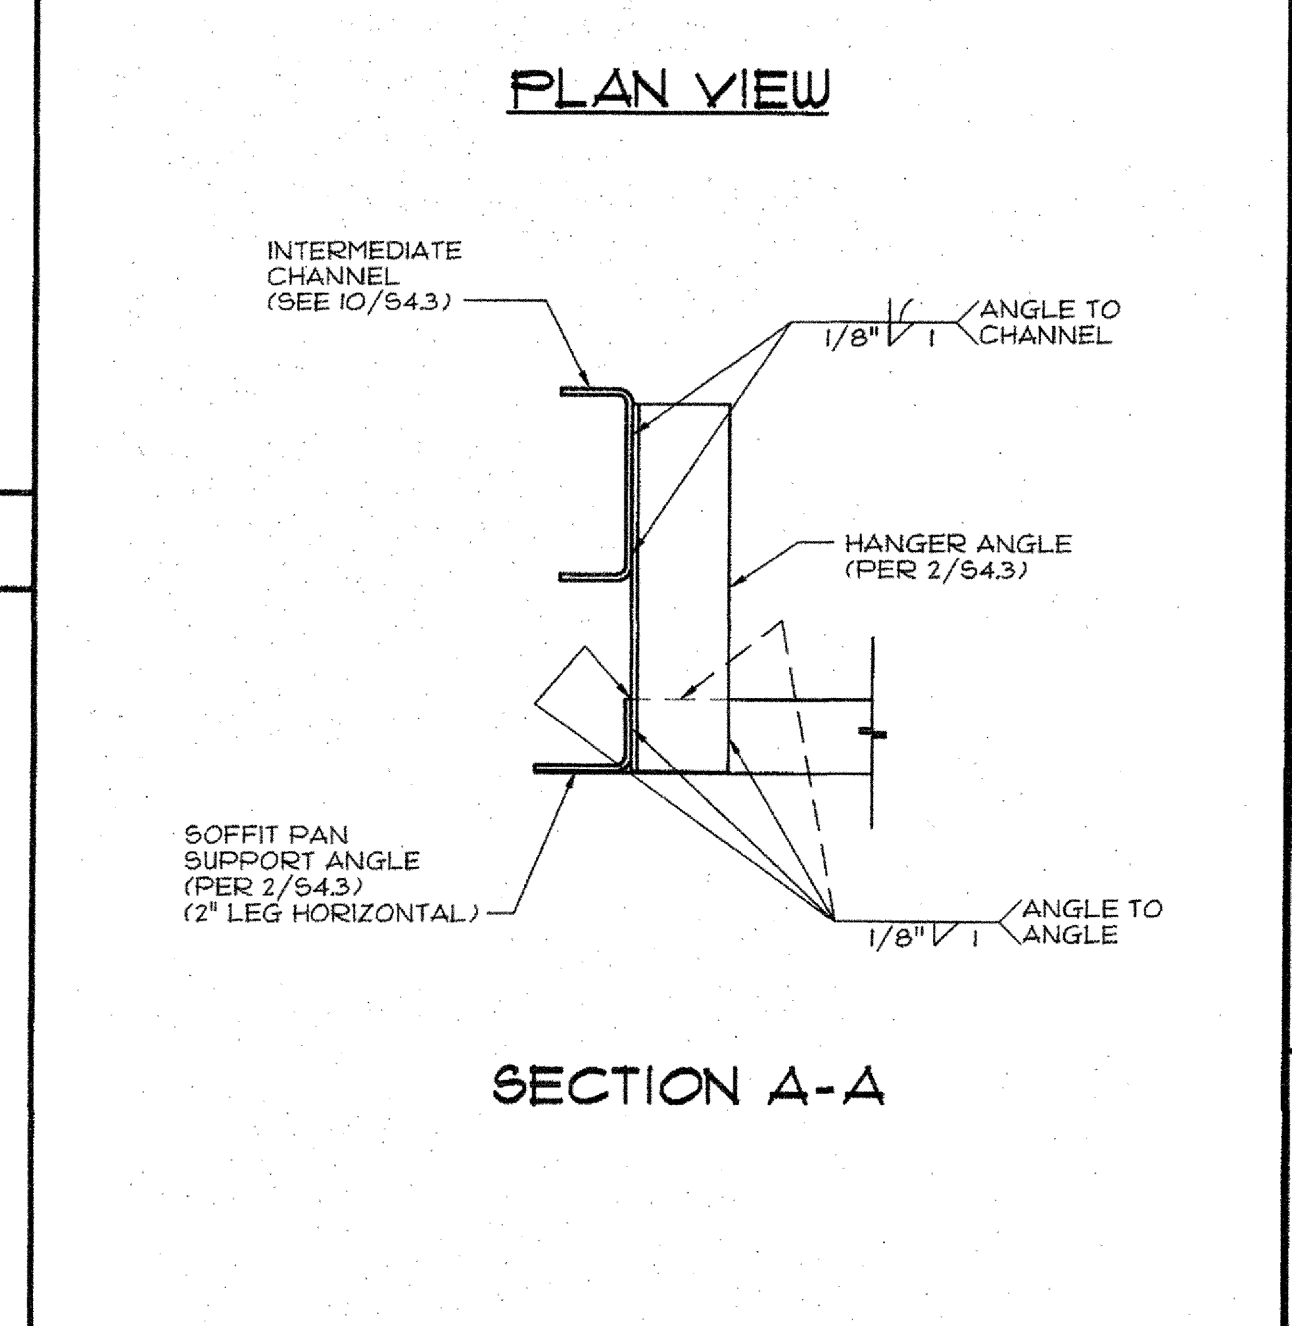 PLAN VIEW
INTERMEDIATE
CHANNEL
(SEE 10/S4.3)
1/8" 1
ANGLE TO
CHANNEL
HANGER ANGLE
(PER 2/S4.3)
SOFFIT PAN
SUPPORT ANGLE
(PER 2/S4.3)
(2" LEG HORIZONTAL)
1/8" 1
ANGLE TO
ANGLE
SECTION A-A